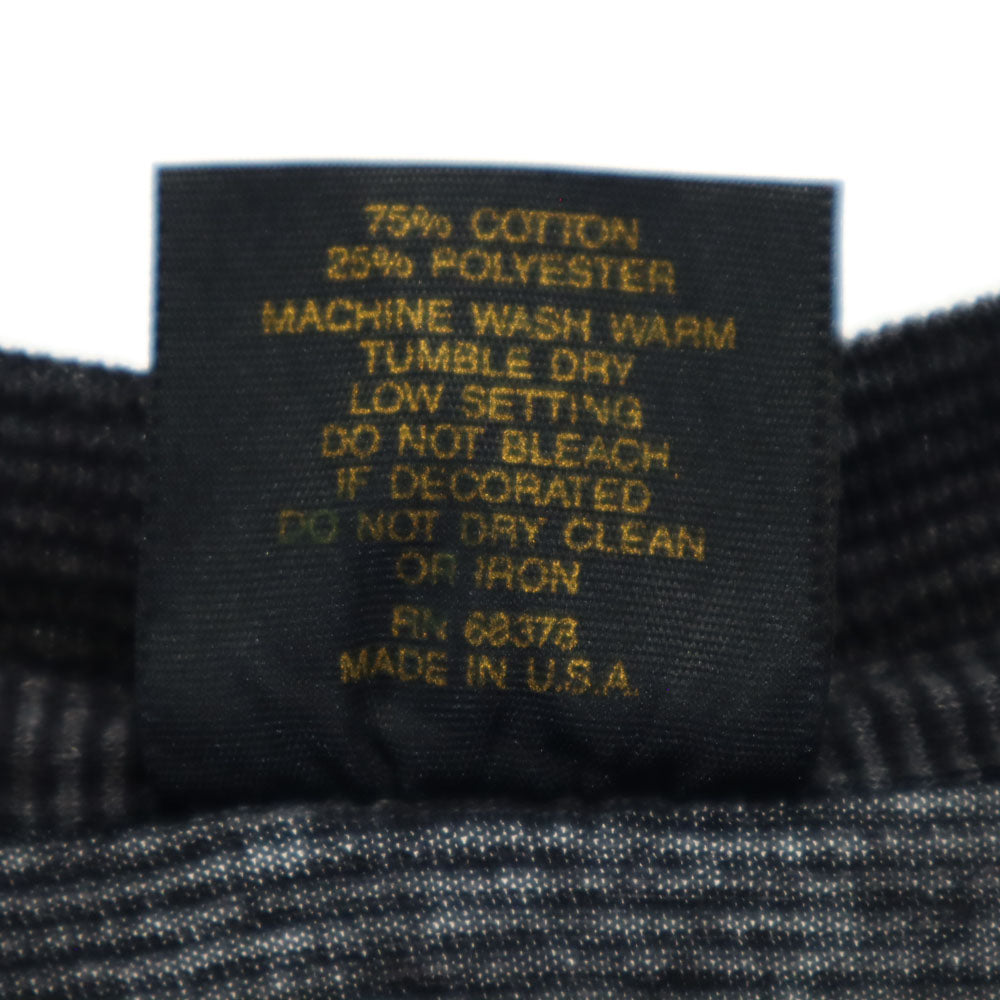 75% COTTON
25% POLYESTER
MACHINE WASH WARM
TUMBLE DRY
LOW SETTING
DO NOT BLEACH
IF DECORATED
DO NOT DRY CLEAN
OR IRON
RN 68378
MADE IN U.S.A.